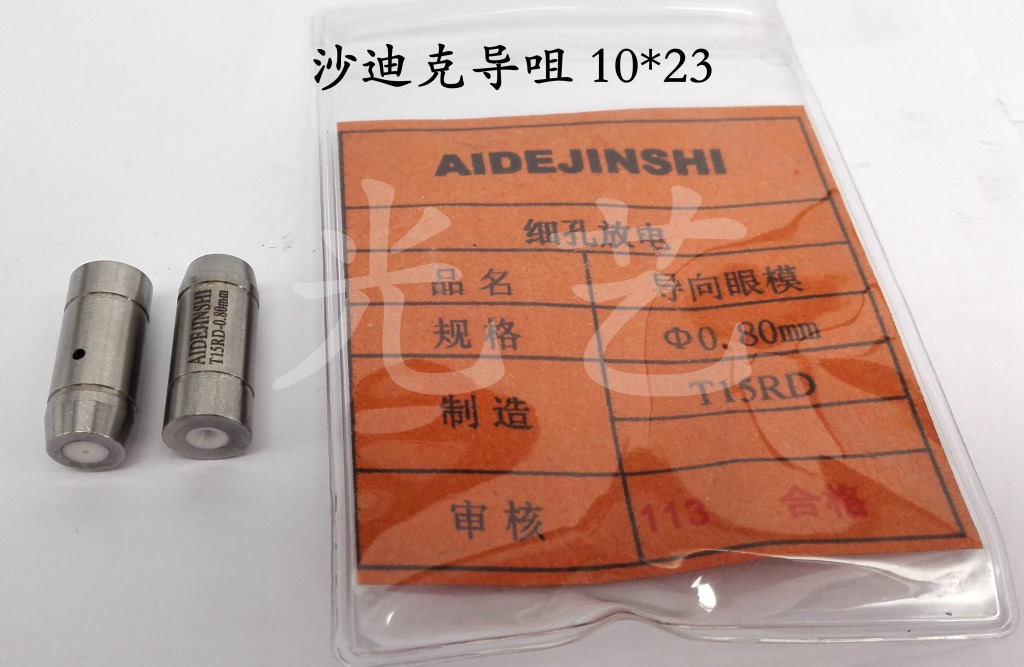 沙迪克导咀 10*23
AIDEJINSHI
细孔放电
品名 导向眼模
规格 Φ0.80mm
制造 T15RD
审核 113 合格
AIDEJINSHI
T15RD-0.80mm
光艺